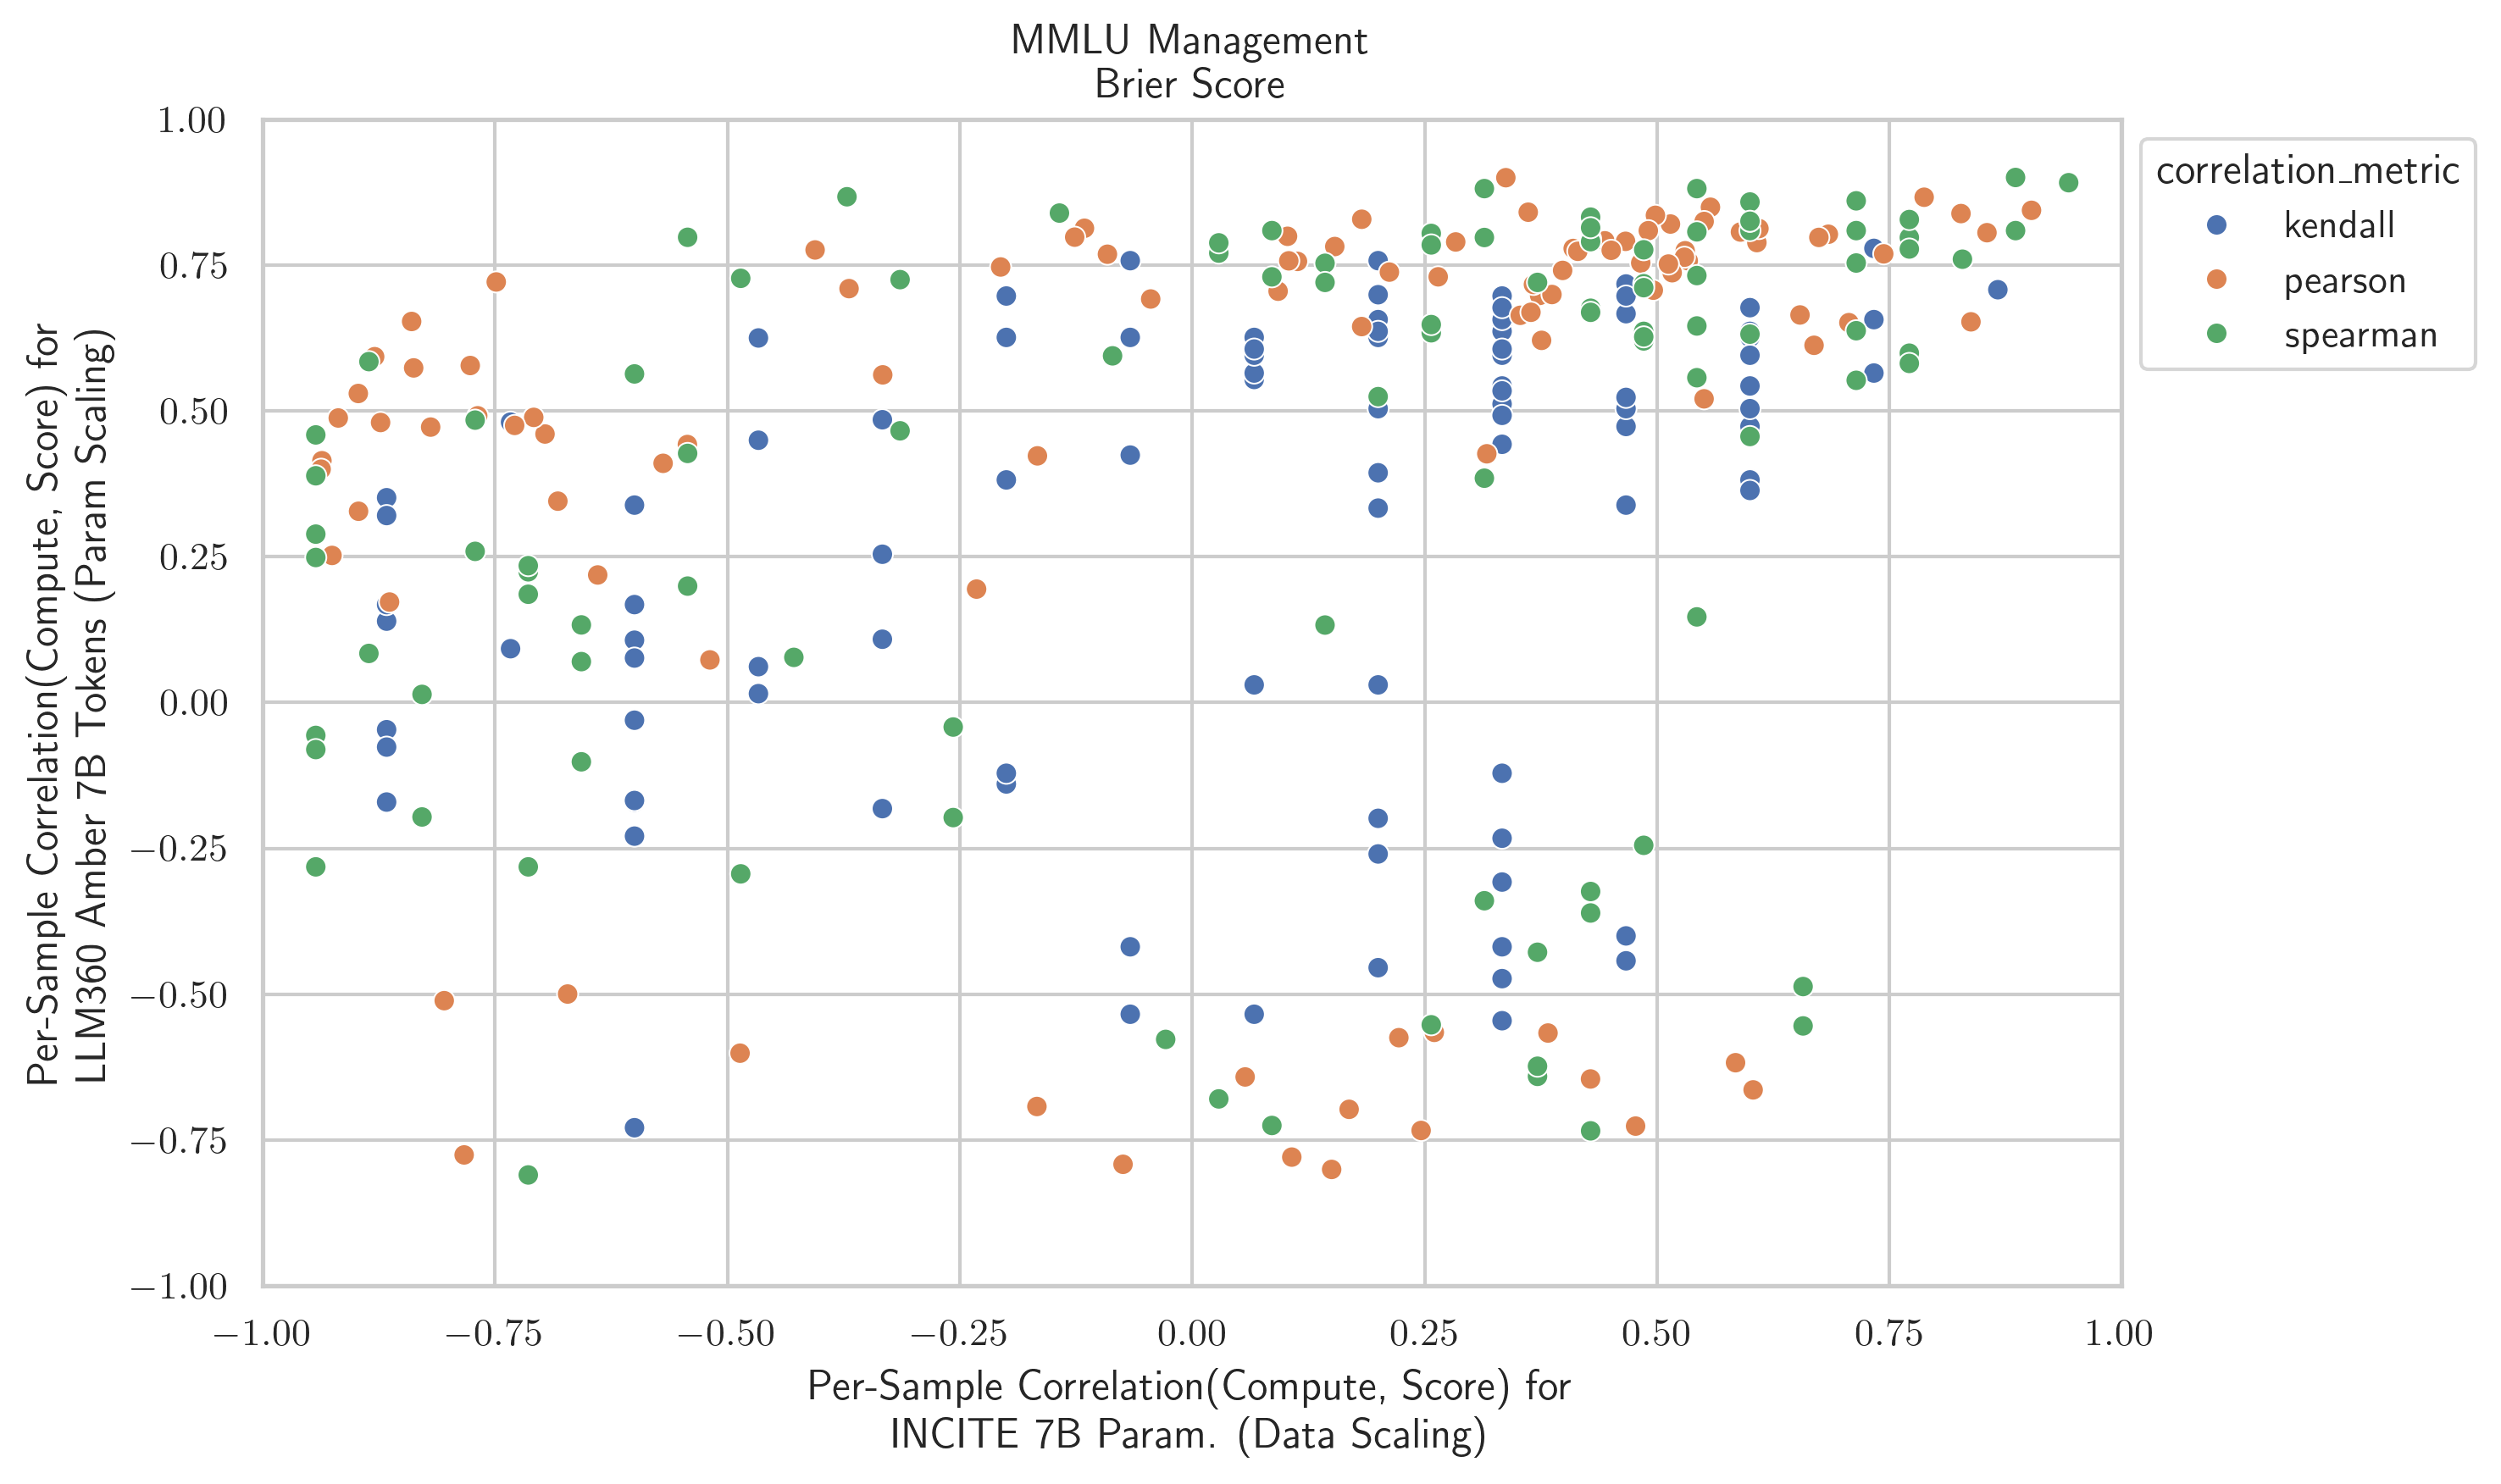 MMLU Management
Brier Score
1.00
0.75
0.50
0.25
0.00
−0.25
−0.50
−0.75
−1.00
Per-Sample Correlation(Compute, Score) for
LLM360 Amber 7B Tokens (Param Scaling)
−1.00
−0.75
−0.50
−0.25
0.00
0.25
0.50
0.75
1.00
Per-Sample Correlation(Compute, Score) for
INCITE 7B Param. (Data Scaling)
correlation_metric
kendall
pearson
spearman